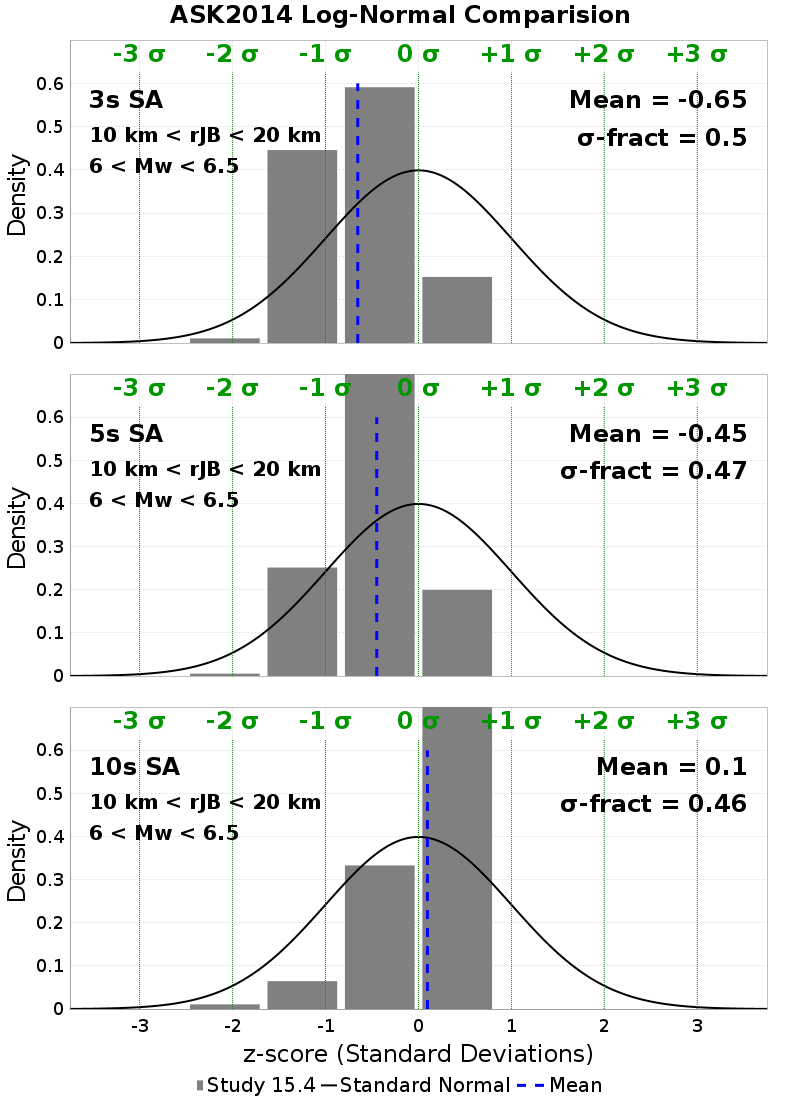 ASK2014 Log-Normal Comparision
-3 σ -2 σ -1 σ 0 σ +1 σ +2 σ +3 σ
3s SA
10 km < rJB < 20 km
6 < Mw < 6.5
Mean = -0.65
σ-fract = 0.5
Density
0.6
0.5
0.4
0.3
0.2
0.1
0
-3 σ -2 σ -1 σ 0 σ +1 σ +2 σ +3 σ
5s SA
10 km < rJB < 20 km
6 < Mw < 6.5
Mean = -0.45
σ-fract = 0.47
Density
0.6
0.5
0.4
0.3
0.2
0.1
0
-3 σ -2 σ -1 σ 0 σ +1 σ +2 σ +3 σ
10s SA
10 km < rJB < 20 km
6 < Mw < 6.5
Mean = 0.1
σ-fract = 0.46
Density
0.6
0.5
0.4
0.3
0.2
0.1
0
-3 -2 -1 0 1 2 3
z-score (Standard Deviations)
Study 15.4 Standard Normal Mean